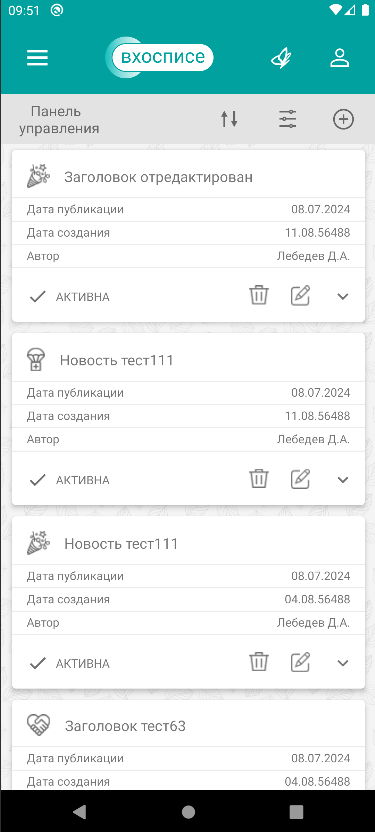 09:51
вхосписе
Панель
управления
Заголовок отредактирован
Дата публикации 08.07.2024
Дата создания 11.08.56488
Автор Лебедев Д.А.
АКТИВНА
Новость тест111
Дата публикации 08.07.2024
Дата создания 11.08.56488
Автор Лебедев Д.А.
АКТИВНА
Новость тест111
Дата публикации 08.07.2024
Дата создания 04.08.56488
Автор Лебедев Д.А.
АКТИВНА
Заголовок тест63
Дата публикации 08.07.2024
Дата создания 04.08.56488